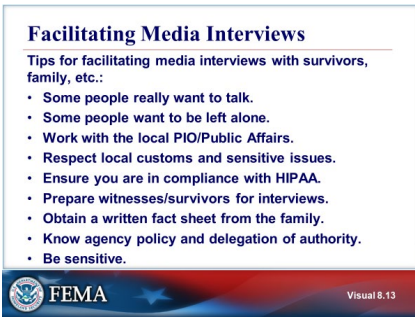 Facilitating Media Interviews
Tips for facilitating media interviews with survivors,
family, etc.:
• Some people really want to talk.
• Some people want to be left alone.
• Work with the local PIO/Public Affairs.
• Respect local customs and sensitive issues.
• Ensure you are in compliance with HIPAA.
• Prepare witnesses/survivors for interviews.
• Obtain a written fact sheet from the family.
• Know agency policy and delegation of authority.
• Be sensitive.
FEMA
Visual 8.13